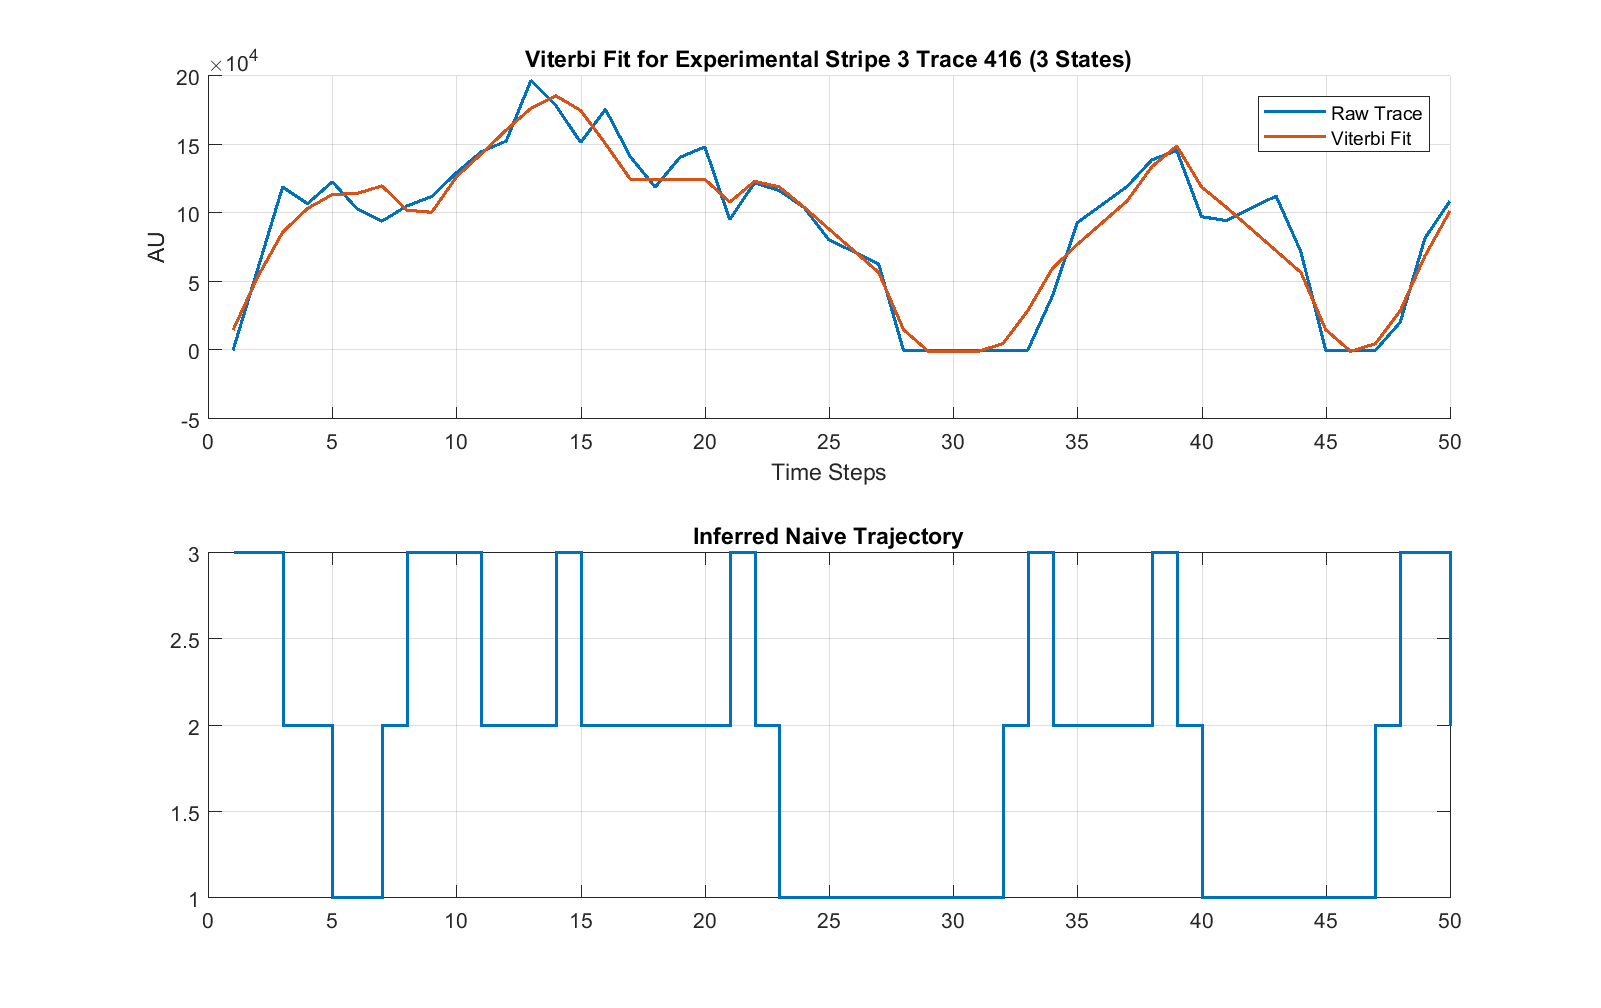 Viterbi Fit for Experimental Stripe 3 Trace 416 (3 States)
×10^4
20
15
10
5
0
-5
AU
Raw Trace
Viterbi Fit
0 5 10 15 20 25 30 35 40 45 50
Time Steps
Inferred Naive Trajectory
3
2.5
2
1.5
1
0 5 10 15 20 25 30 35 40 45 50